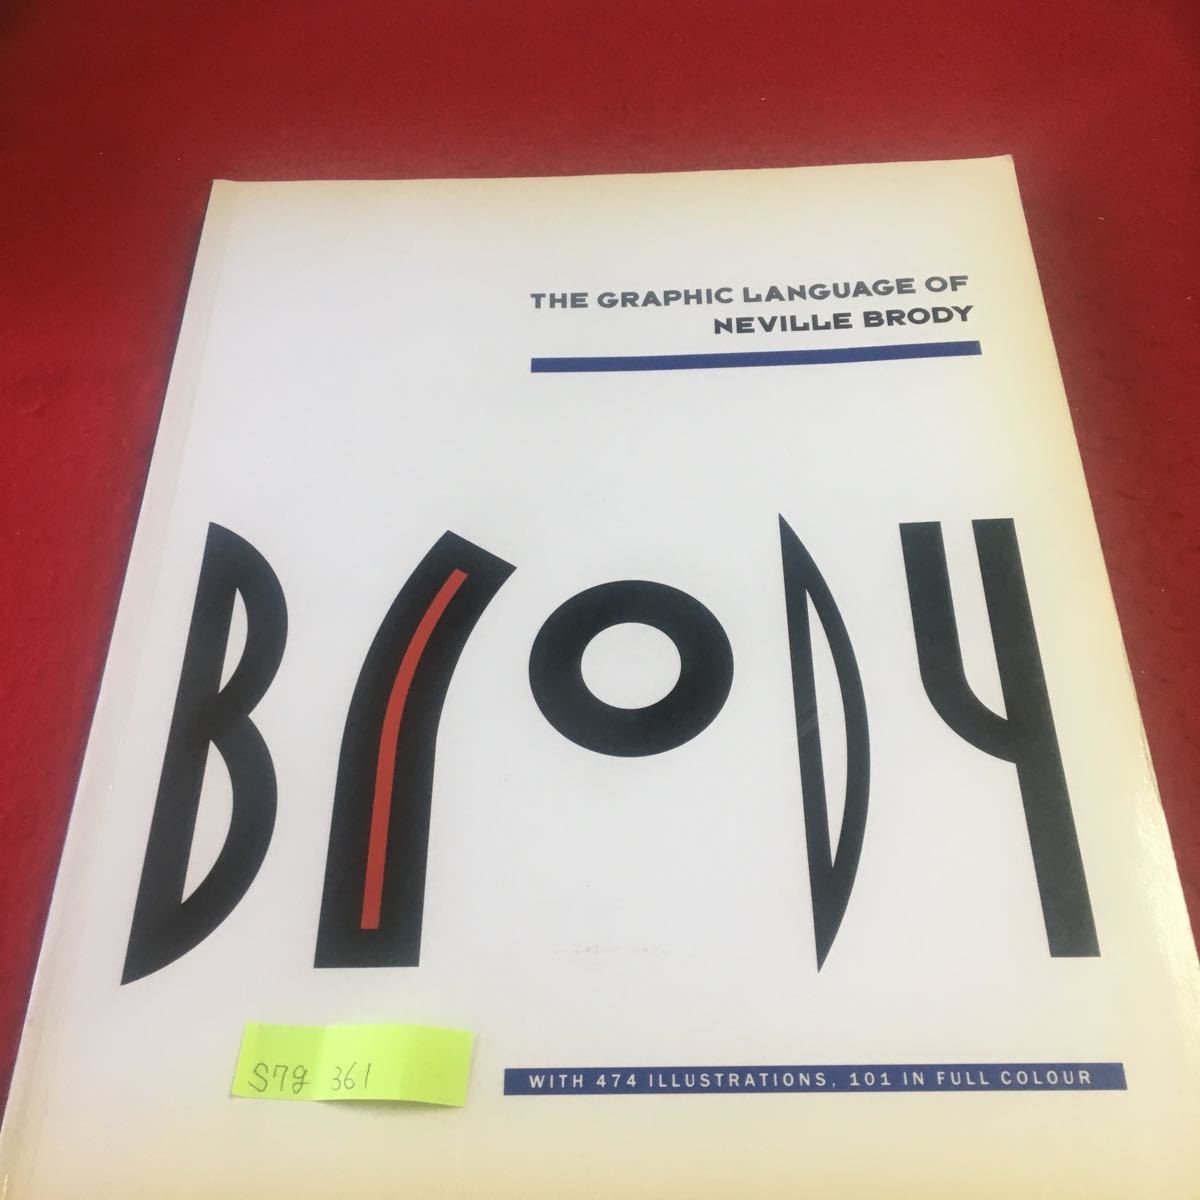 THE GRAPHIC LANGUAGE OF
NEVILLE BRODY
BRODY
S7g 361
WITH 474 ILLUSTRATIONS, 101 IN FULL COLOUR